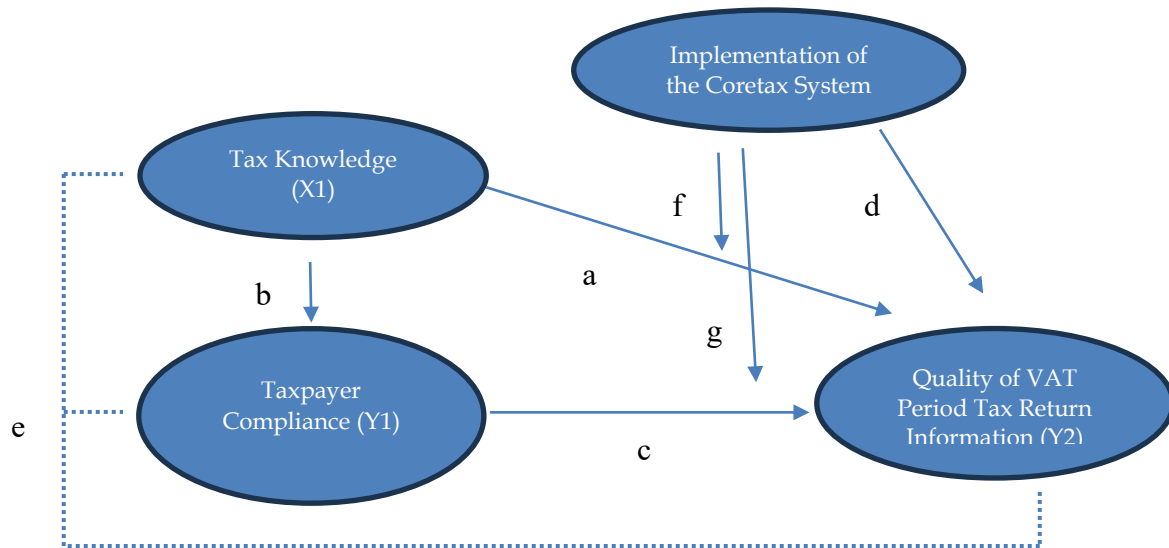 Implementation of
the Coretax System
Tax Knowledge
(X1)
f
d
a
b
g
Taxpayer
Compliance (Y1)
Quality of VAT
Period Tax Return
Information (Y2)
e
c